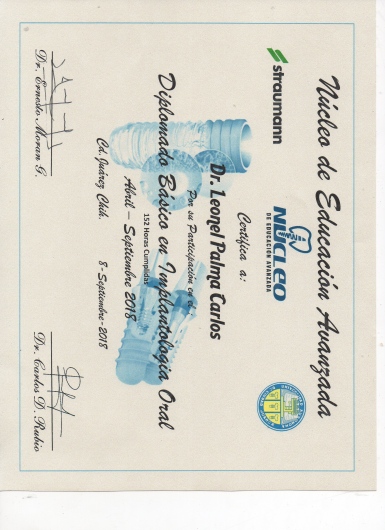 Núcleo de Educación Avanzada
straumann
NUCLEO
DE EDUCACIÓN AVANZADA
Certifica a:
Dr. Leonel Palma Carlos
Por su Participación en el:
Diplomado Básico en Implantología Oral
152 Horas Cumplidas
Abril – Septiembre 2018
Cd. Juárez Chih.
8-Septiembre-2018
Dr. Ernesto Moran G.
Dr. Carlos D. Rubio